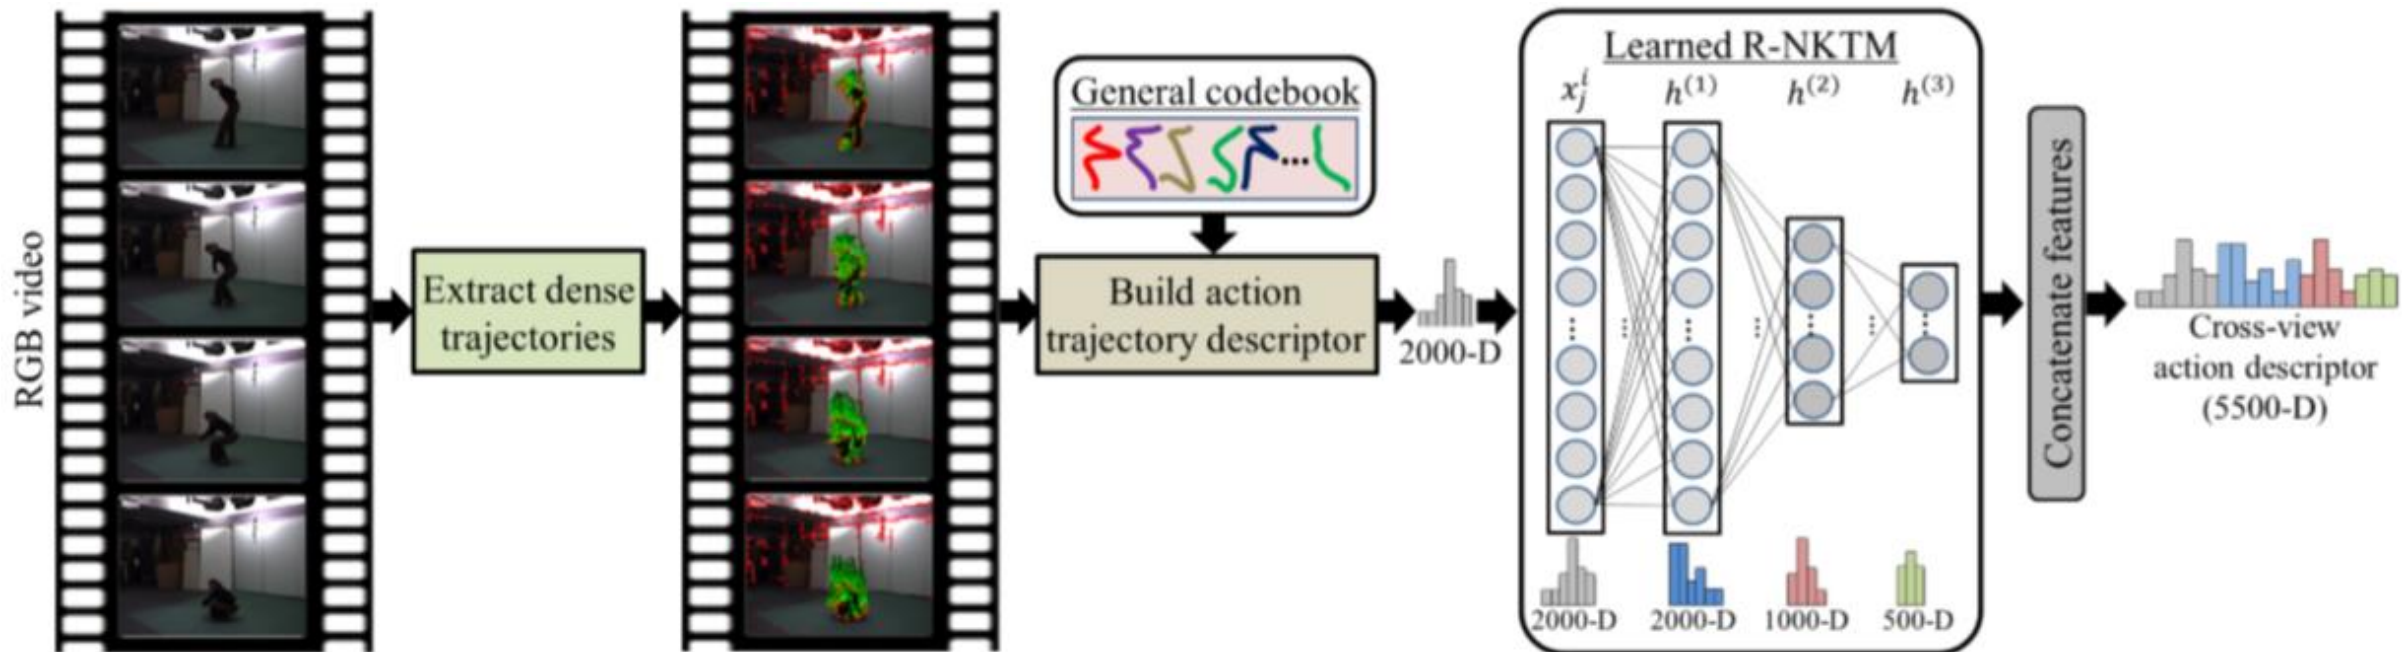 RGB video
Extract dense
trajectories
General codebook
...
Build action
trajectory descriptor
2000-D
Learned R-NKTM
x_j^i h^(1) h^(2) h^(3)
2000-D 2000-D 1000-D 500-D
Concatenate features
Cross-view
action descriptor
(5500-D)